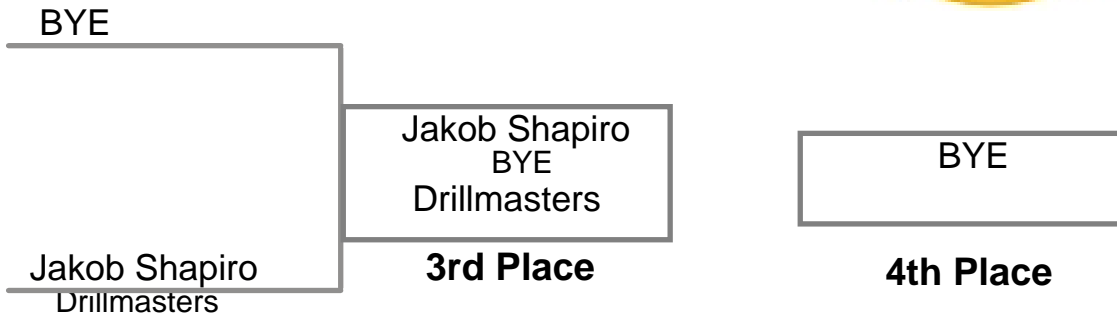 BYE
Jakob Shapiro
BYE
Drillmasters
3rd Place
BYE
4th Place
Jakob Shapiro
Drillmasters